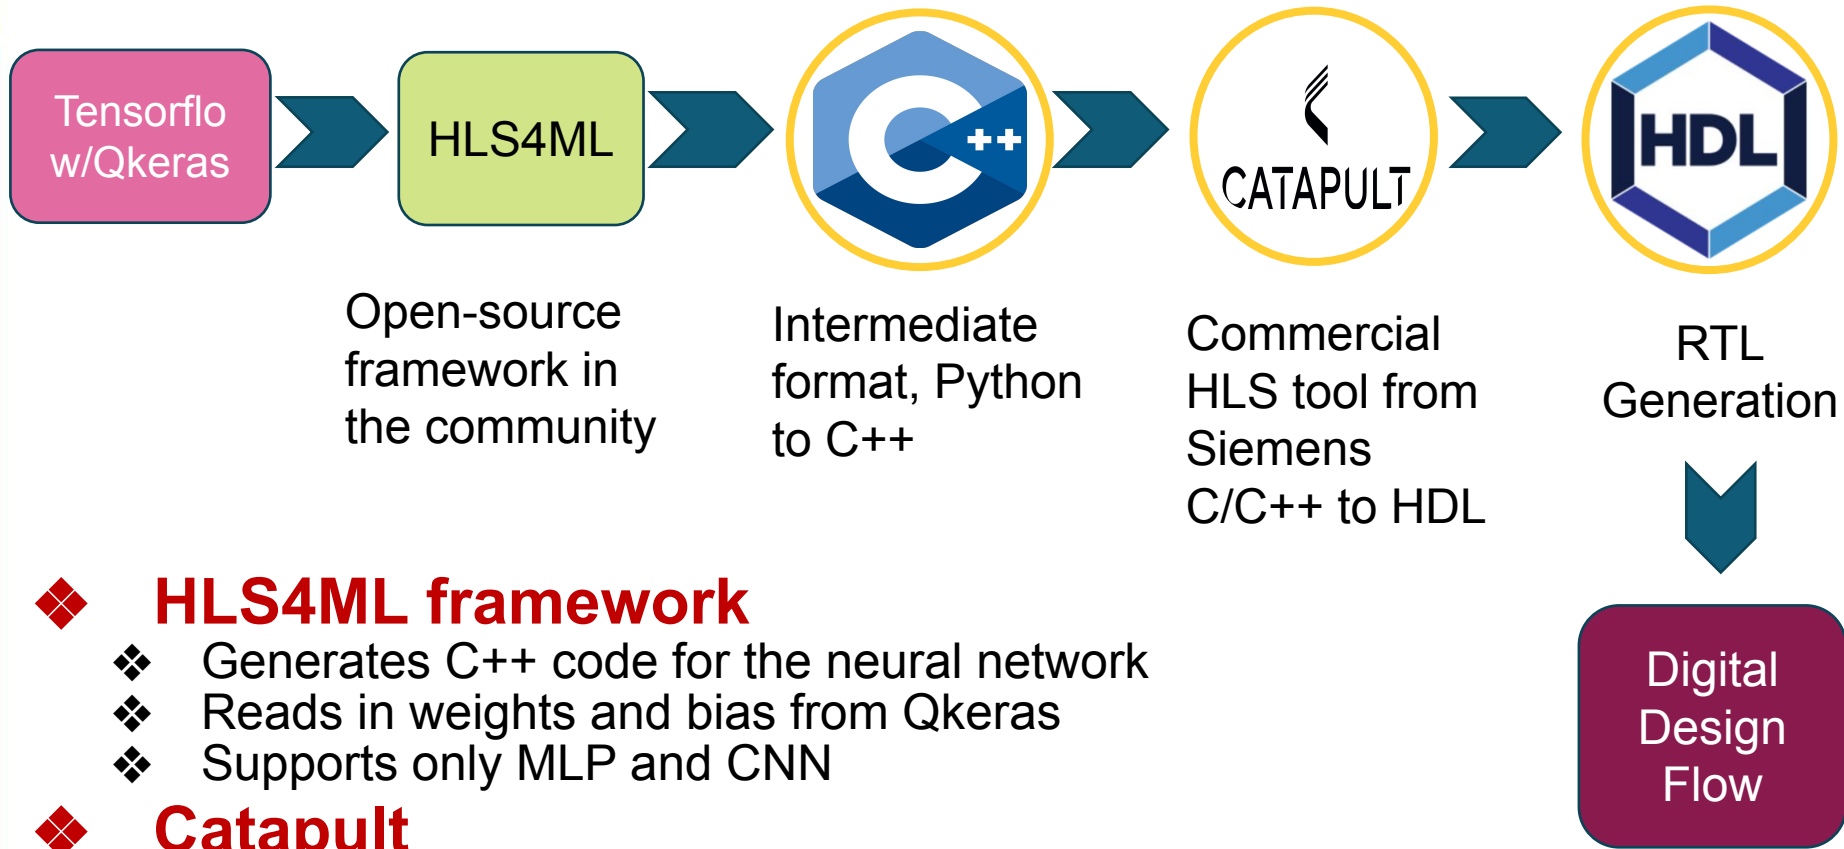 Tensorflo
w/Qkeras
HLS4ML
C++
CATAPULT
HDL
Open-source
framework in
the community
Intermediate
format, Python
to C++
Commercial
HLS tool from
Siemens
C/C++ to HDL
RTL
Generation
HLS4ML framework
Generates C++ code for the neural network
Reads in weights and bias from Qkeras
Supports only MLP and CNN
Catapult
Digital
Design
Flow